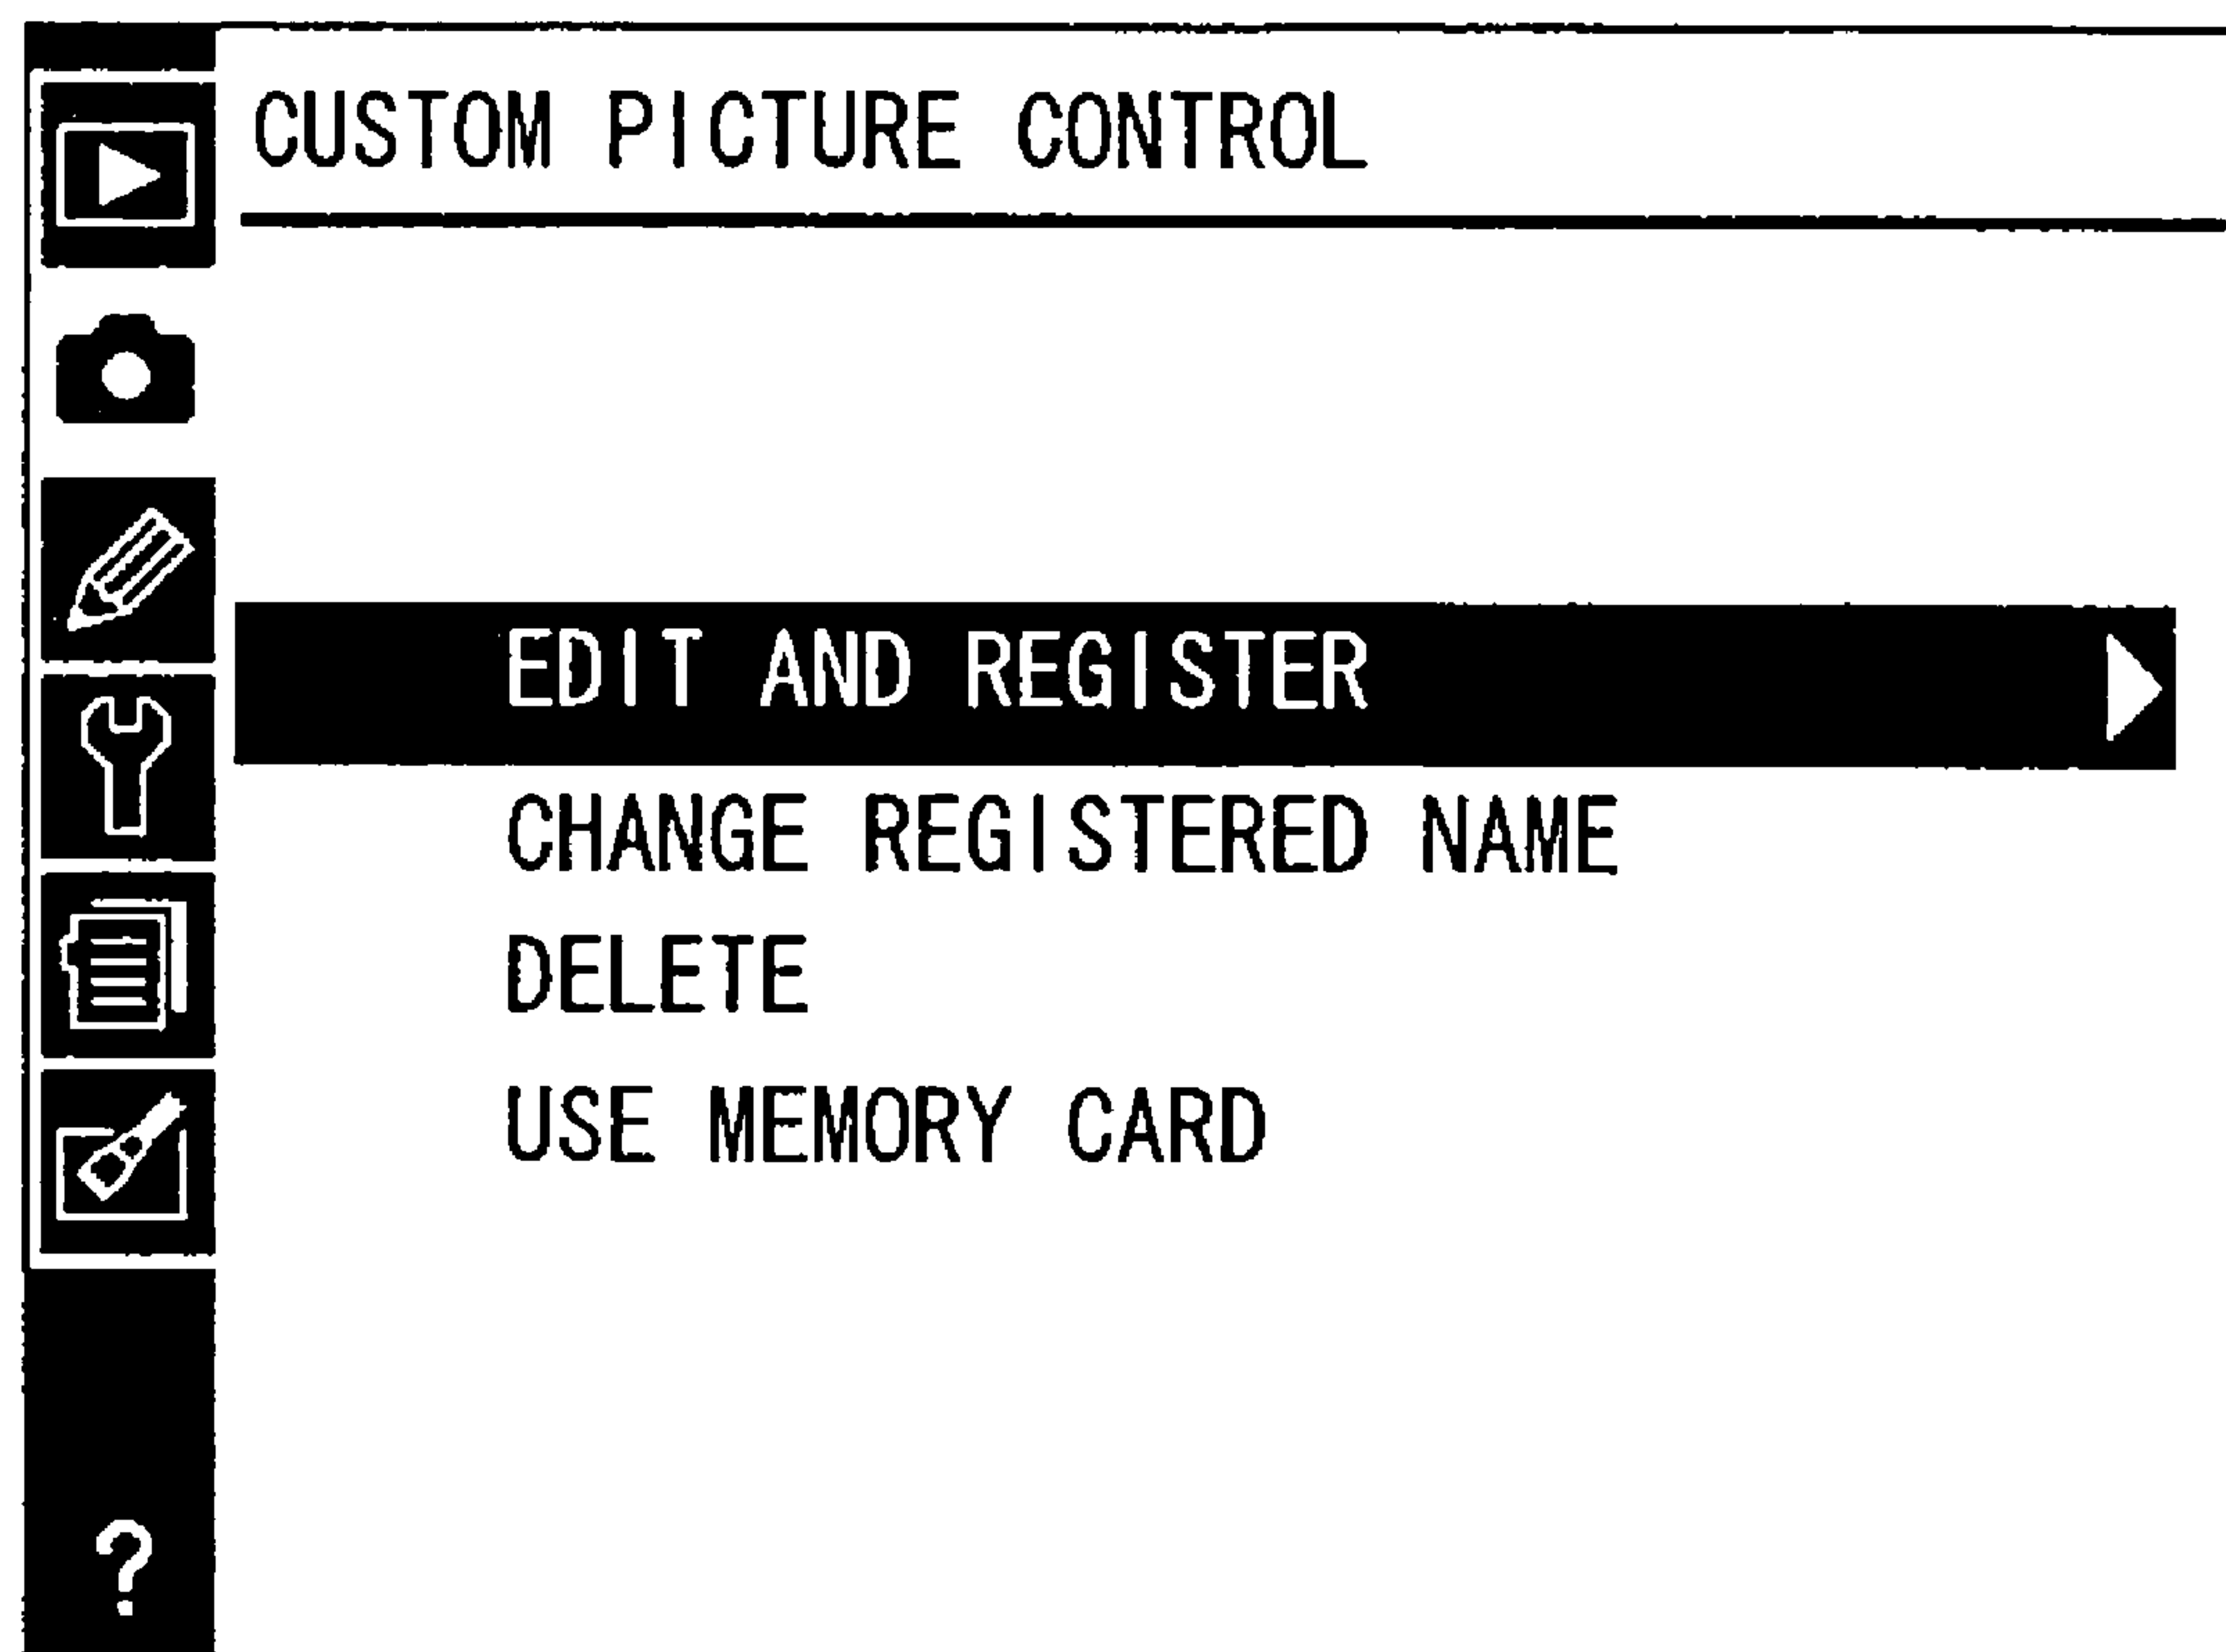 CUSTOM PICTURE CONTROL
EDIT AND REGISTER
CHANGE REGISTERED NAME
DELETE
USE MEMORY CARD
?